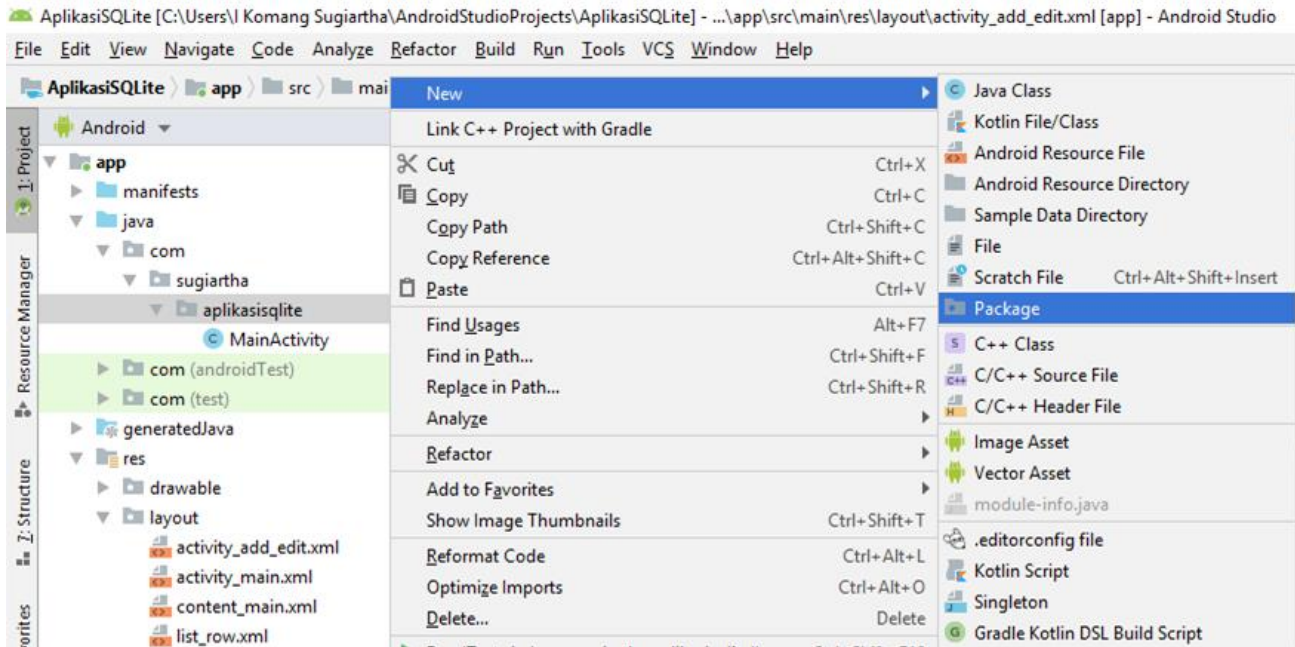 AplikasiSQLite [C:\Users\I Komang Sugiartha\AndroidStudioProjects\AplikasiSQLite] - ...\app\src\main\res\layout\activity_add_edit.xml [app] - Android Studio
File Edit View Navigate Code Analyze Refactor Build Run Tools VCS Window Help
AplikasiSQLite app src mai
Android
1: Project
Resource Manager
Z: Structure
orites
app
manifests
java
com
sugiartha
aplikasisqlite
MainActivity
com (androidTest)
com (test)
generatedJava
res
drawable
layout
activity_add_edit.xml
activity_main.xml
content_main.xml
list_row.xml
New
Link C++ Project with Gradle
Cut Ctrl+X
Copy Ctrl+C
Copy Path Ctrl+Shift+C
Copy Reference Ctrl+Alt+Shift+C
Paste Ctrl+V
Find Usages Alt+F7
Find in Path... Ctrl+Shift+F
Replace in Path... Ctrl+Shift+R
Analyze
Refactor
Add to Favorites
Show Image Thumbnails Ctrl+Shift+T
Reformat Code Ctrl+Alt+L
Optimize Imports Ctrl+Alt+O
Delete... Delete
Java Class
Kotlin File/Class
Android Resource File
Android Resource Directory
Sample Data Directory
File
Scratch File Ctrl+Alt+Shift+Insert
Package
C++ Class
C/C++ Source File
C/C++ Header File
Image Asset
Vector Asset
module-info.java
.editorconfig file
Kotlin Script
Singleton
Gradle Kotlin DSL Build Script